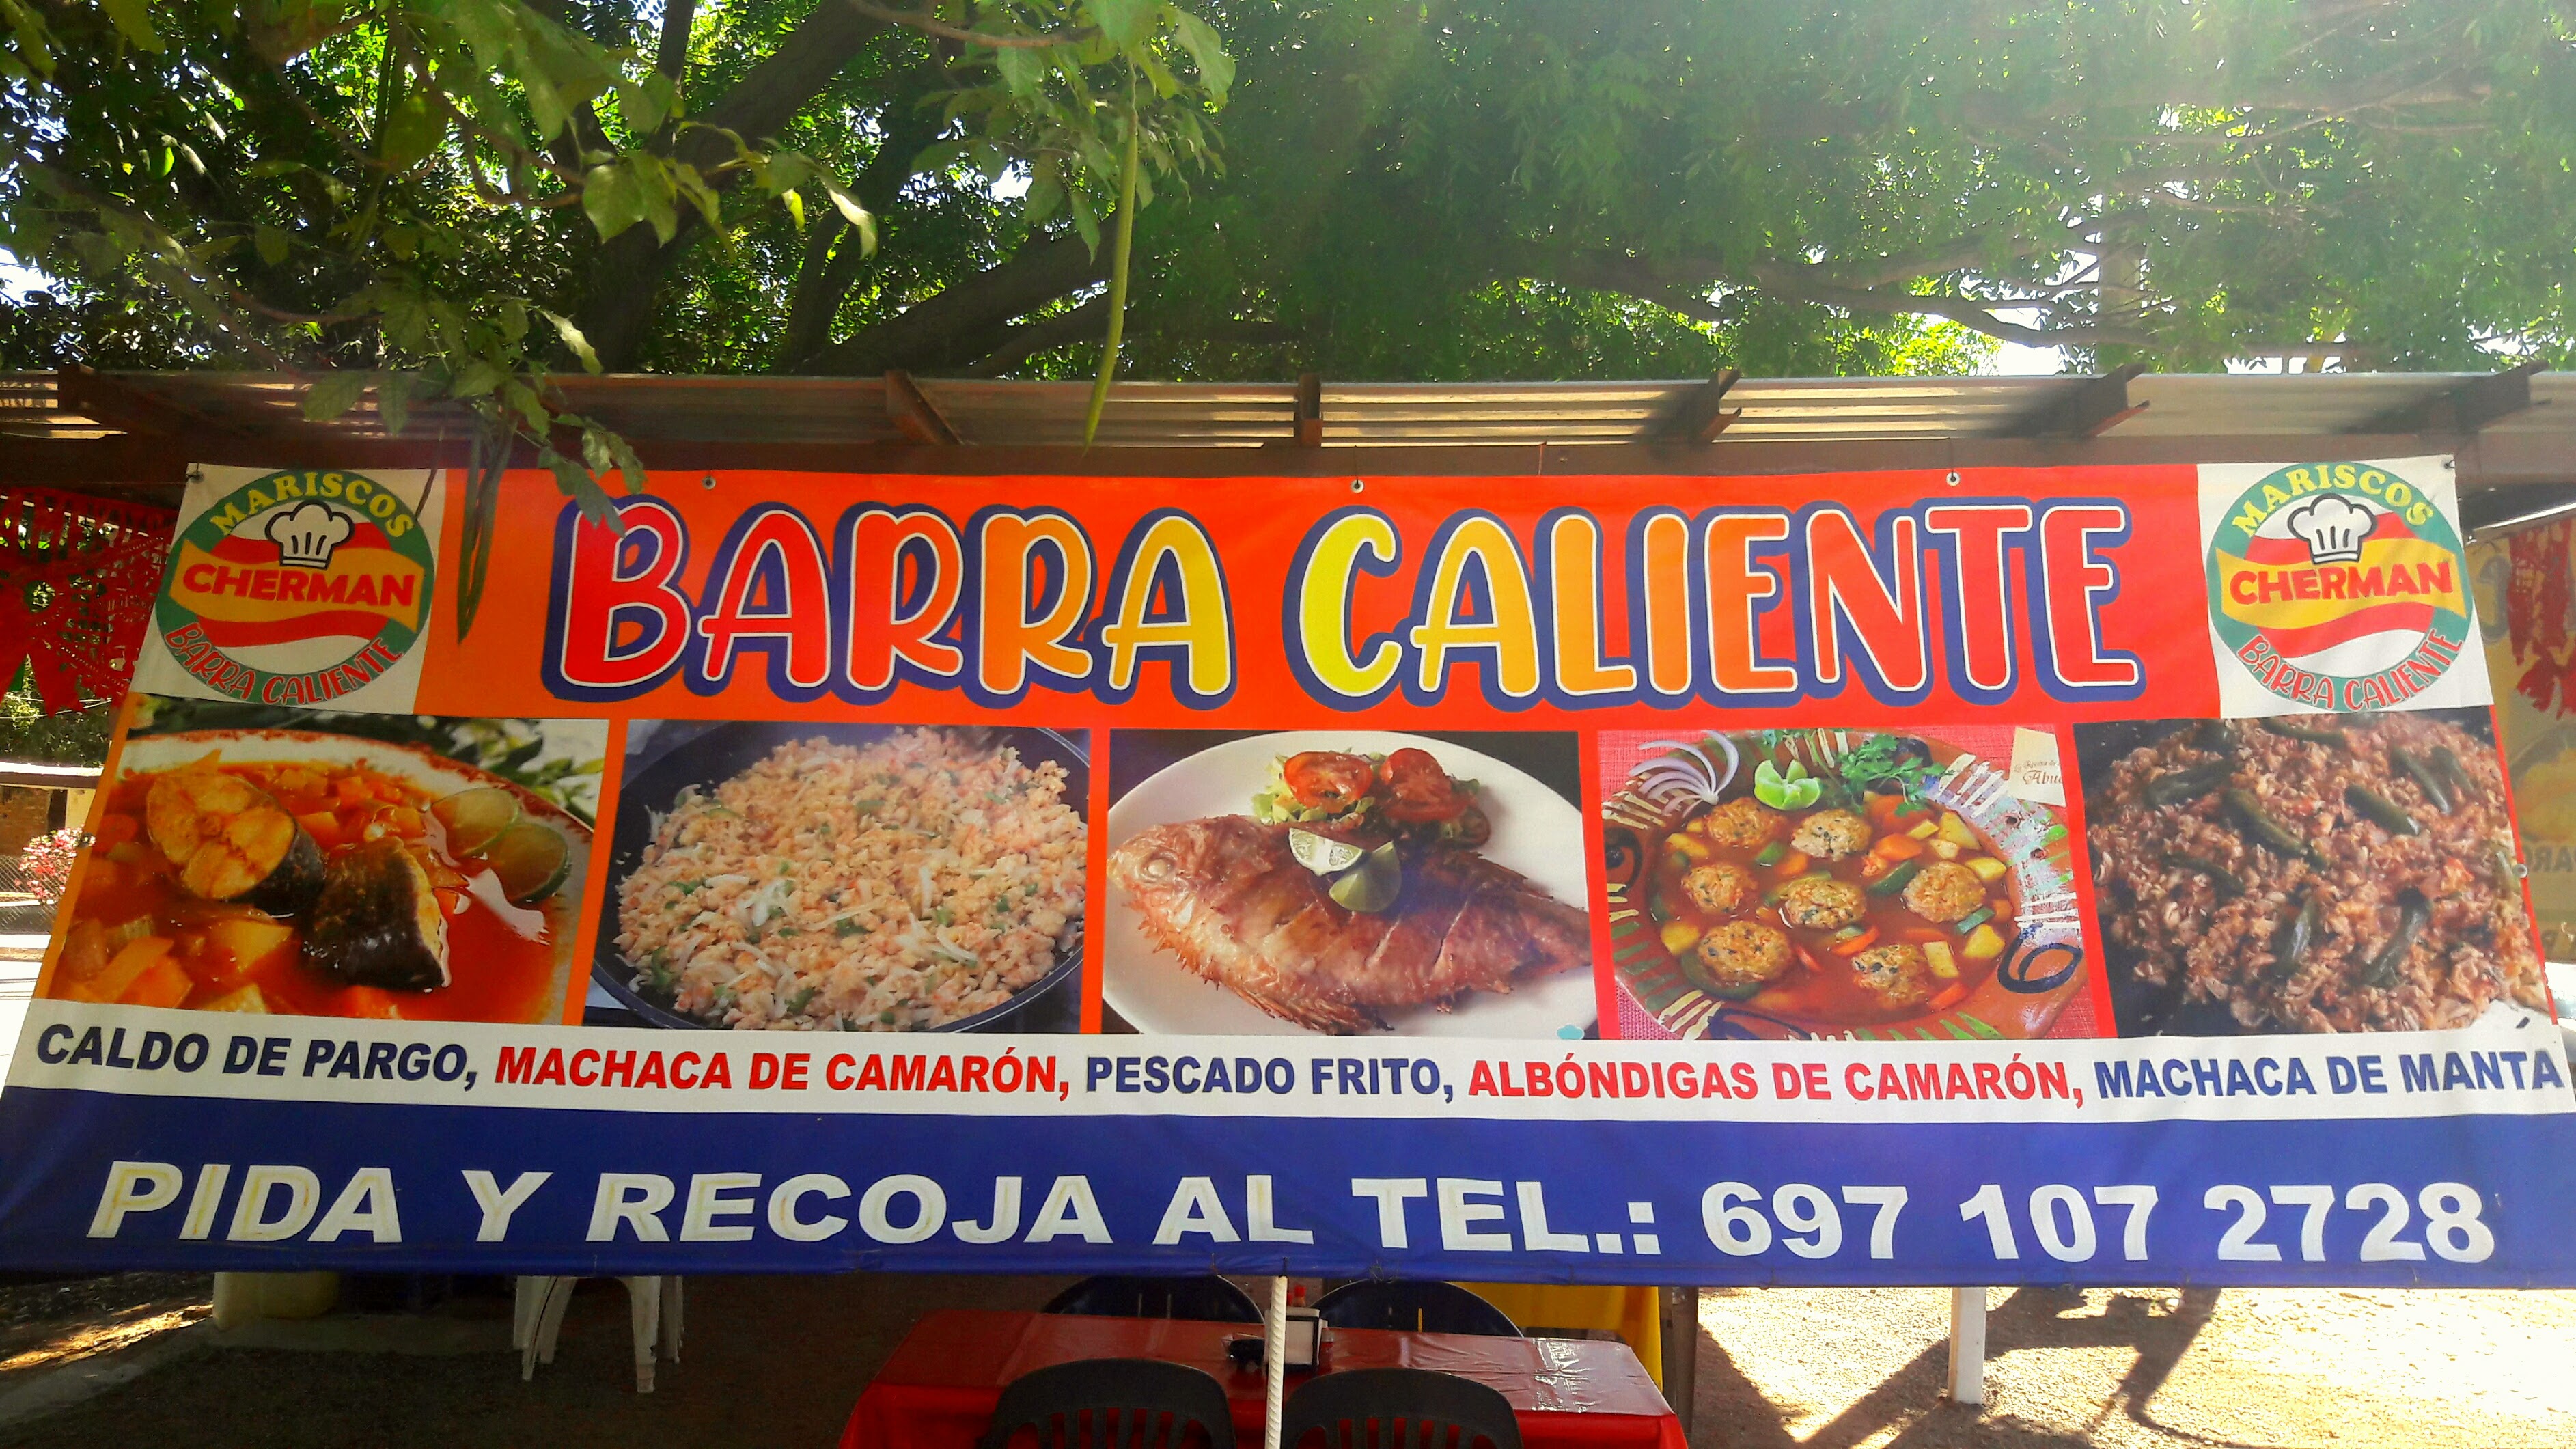 MARISCOS
CHERMAN
BARRA CALIENTE
BARRA CALIENTE
MARISCOS
CHERMAN
BARRA CALIENTE
CALDO DE PARGO, MACHACA DE CAMARÓN, PESCADO FRITO, ALBÓNDIGAS DE CAMARÓN, MACHACA DE MANTA
PIDA Y RECOJA AL TEL.: 697 107 2728